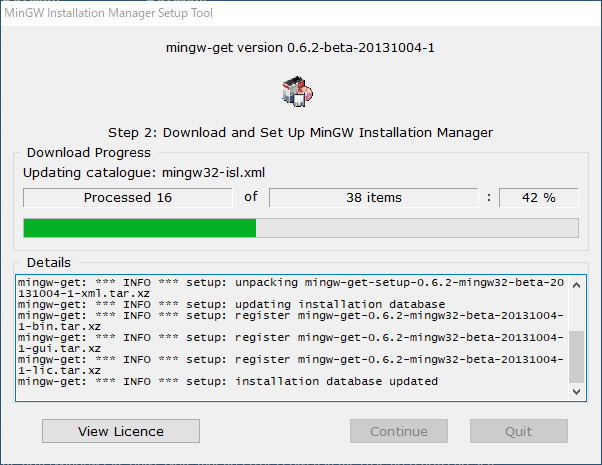 MinGW Installation Manager Setup Tool
mingw-get version 0.6.2-beta-20131004-1
Step 2: Download and Set Up MinGW Installation Manager
Download Progress
Updating catalogue: mingw32-isl.xml
Processed 16 of 38 items : 42 %
Details
mingw-get: *** INFO *** setup: unpacking mingw-get-setup-0.6.2-mingw32-beta-20
131004-1-xml.tar.xz
mingw-get: *** INFO *** setup: updating installation database
mingw-get: *** INFO *** setup: register mingw-get-0.6.2-mingw32-beta-20131004-
1-bin.tar.xz
mingw-get: *** INFO *** setup: register mingw-get-0.6.2-mingw32-beta-20131004-
1-gui.tar.xz
mingw-get: *** INFO *** setup: register mingw-get-0.6.2-mingw32-beta-20131004-
1-lic.tar.xz
mingw-get: *** INFO *** setup: installation database updated
View Licence Continue Quit